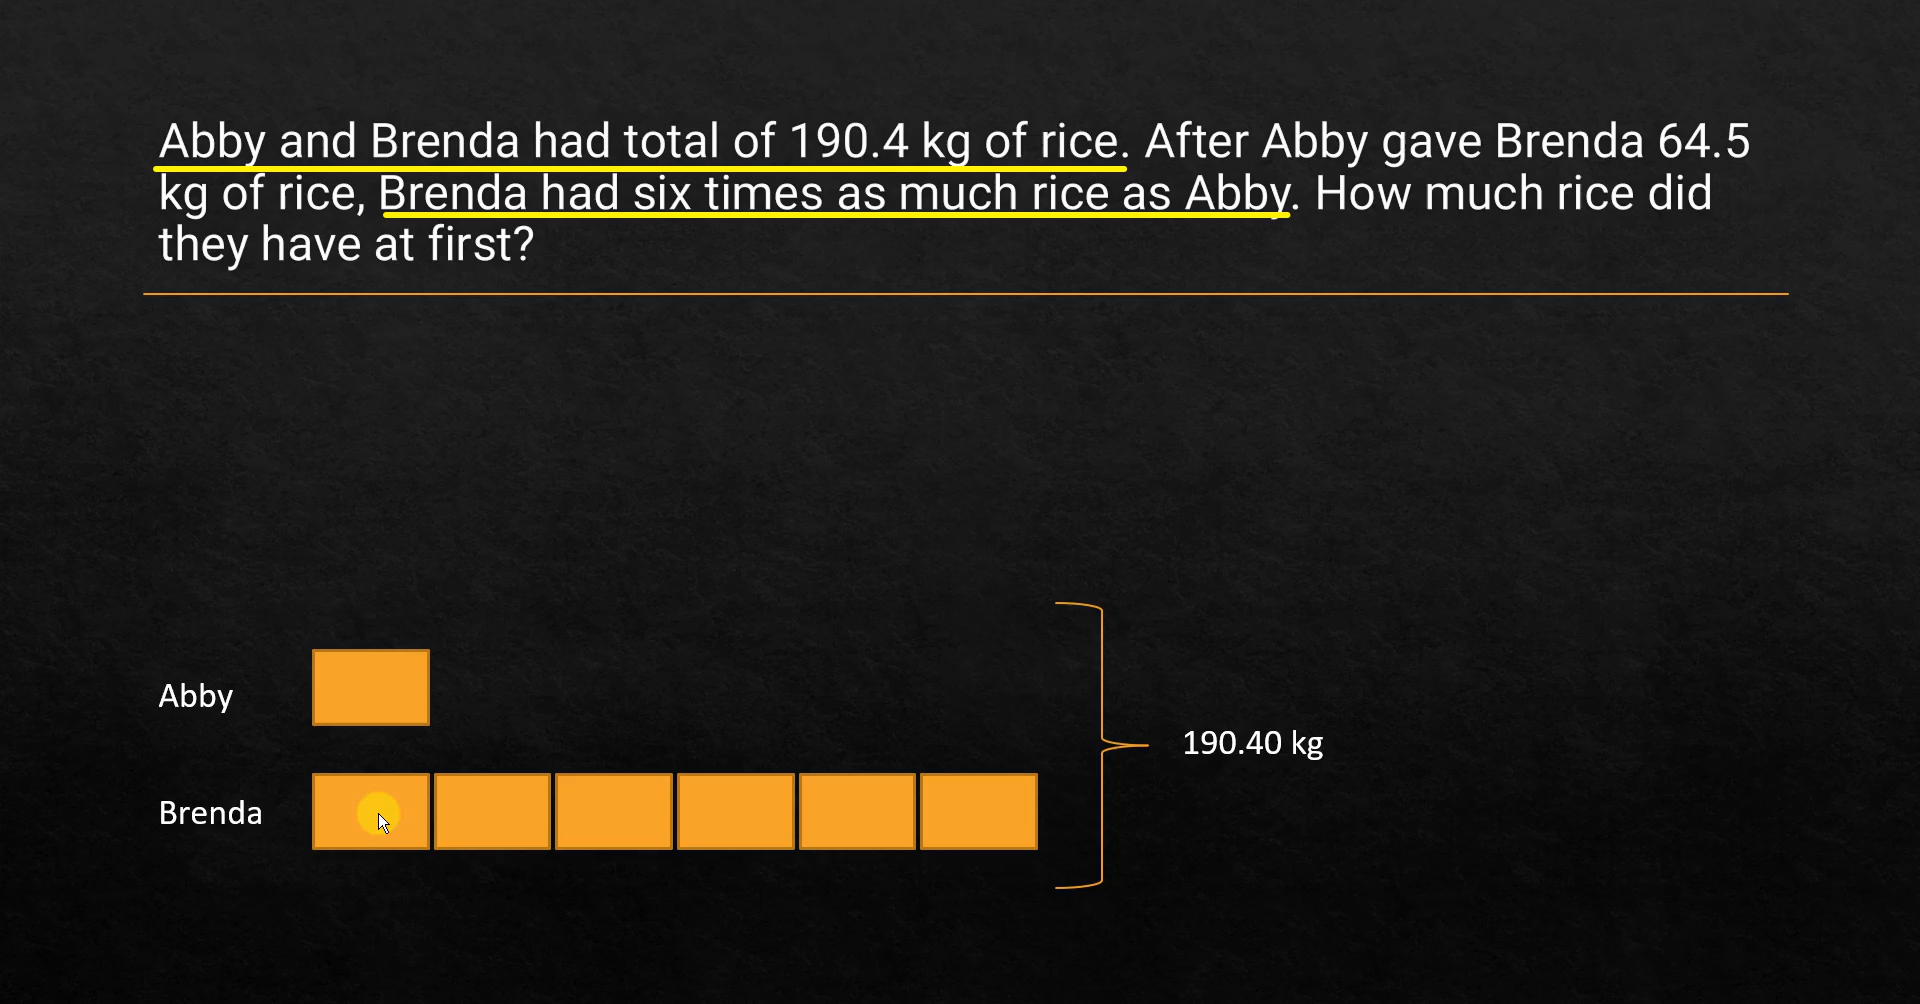 Abby and Brenda had total of 190.4 kg of rice. After Abby gave Brenda 64.5
kg of rice, Brenda had six times as much rice as Abby. How much rice did
they have at first?
Abby
190.40 kg
Brenda